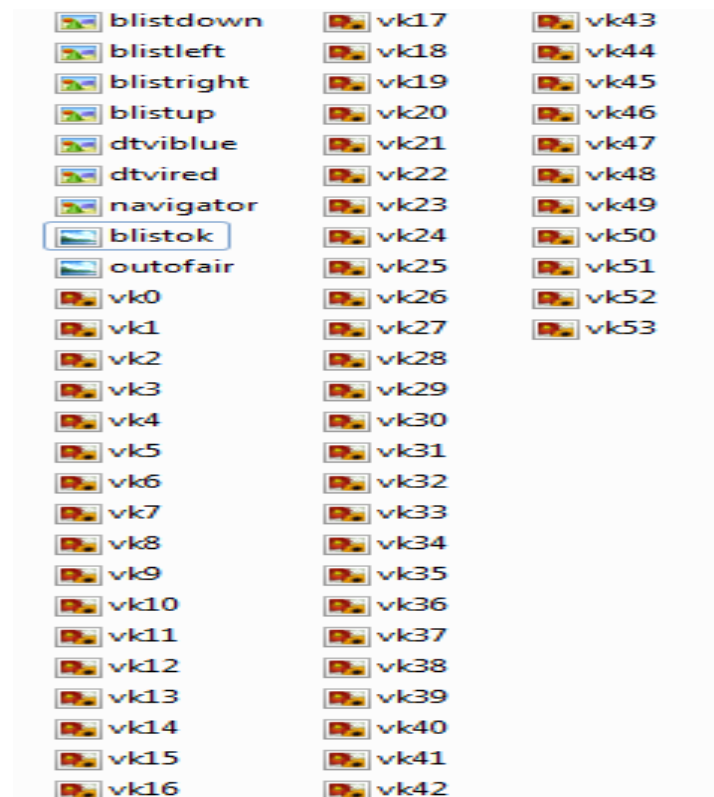 blistdown
blistleft
blistright
blistup
dtviblue
dtvired
navigator
blistok
outofair
vk0
vk1
vk2
vk3
vk4
vk5
vk6
vk7
vk8
vk9
vk10
vk11
vk12
vk13
vk14
vk15
vk16
vk17
vk18
vk19
vk20
vk21
vk22
vk23
vk24
vk25
vk26
vk27
vk28
vk29
vk30
vk31
vk32
vk33
vk34
vk35
vk36
vk37
vk38
vk39
vk40
vk41
vk42
vk43
vk44
vk45
vk46
vk47
vk48
vk49
vk50
vk51
vk52
vk53